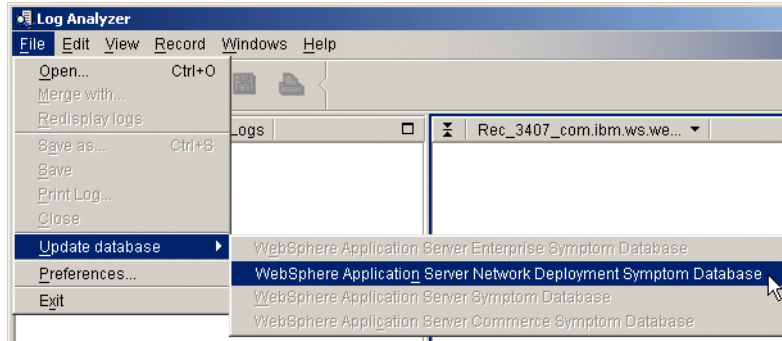 Log Analyzer
File Edit View Record Windows Help
Open... Ctrl+O
Merge with...
Redisplay logs
Logs Rec_3407_com.ibm.ws.we...
Save as... Ctrl+S
Save
Print Log...
Close
Update database
WebSphere Application Server Enterprise Symptom Database
Preferences...
WebSphere Application Server Network Deployment Symptom Database
Exit
WebSphere Application Server Symptom Database
WebSphere Application Server Commerce Symptom Database